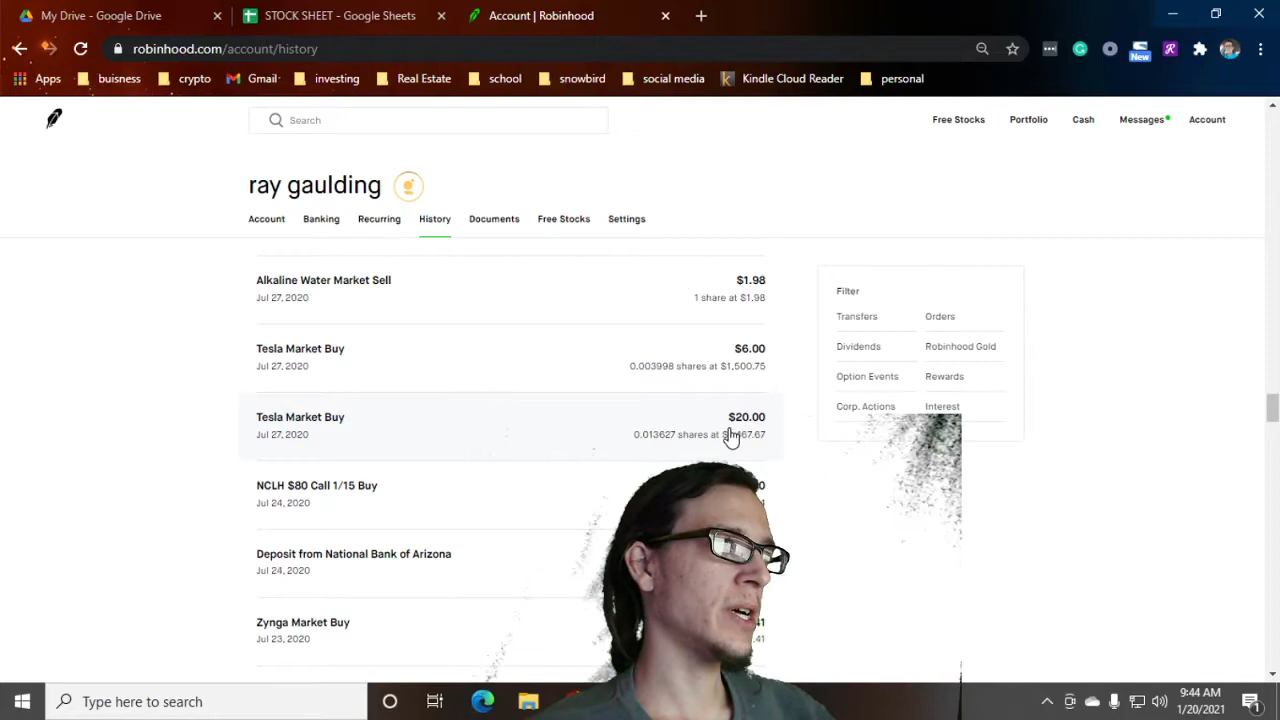 My Drive - Google Drive
STOCK SHEET - Google Sheets
Account | Robinhood
robinhood.com/account/history
New
Apps
buisness
crypto
Gmail
investing
Real Estate
school
snowbird
social media
Kindle Cloud Reader
personal
Search
Free Stocks
Portfolio
Cash
Messages
Account
ray gaulding
Account
Banking
Recurring
History
Documents
Free Stocks
Settings
Alkaline Water Market Sell
$1.98
Jul 27, 2020
1 share at $1.98
Tesla Market Buy
$6.00
Jul 27, 2020
0.003998 shares at $1,500.75
Tesla Market Buy
$20.00
Jul 27, 2020
0.013627 shares at
NCLH $80 Call 1/15 Buy
Jul 24, 2020
Deposit from National Bank of Arizona
Jul 24, 2020
Zynga Market Buy
Jul 23, 2020
Filter
Transfers
Orders
Dividends
Robinhood Gold
Option Events
Rewards
Corp. Actions
Interest
Type here to search
9:44 AM
1/20/2021